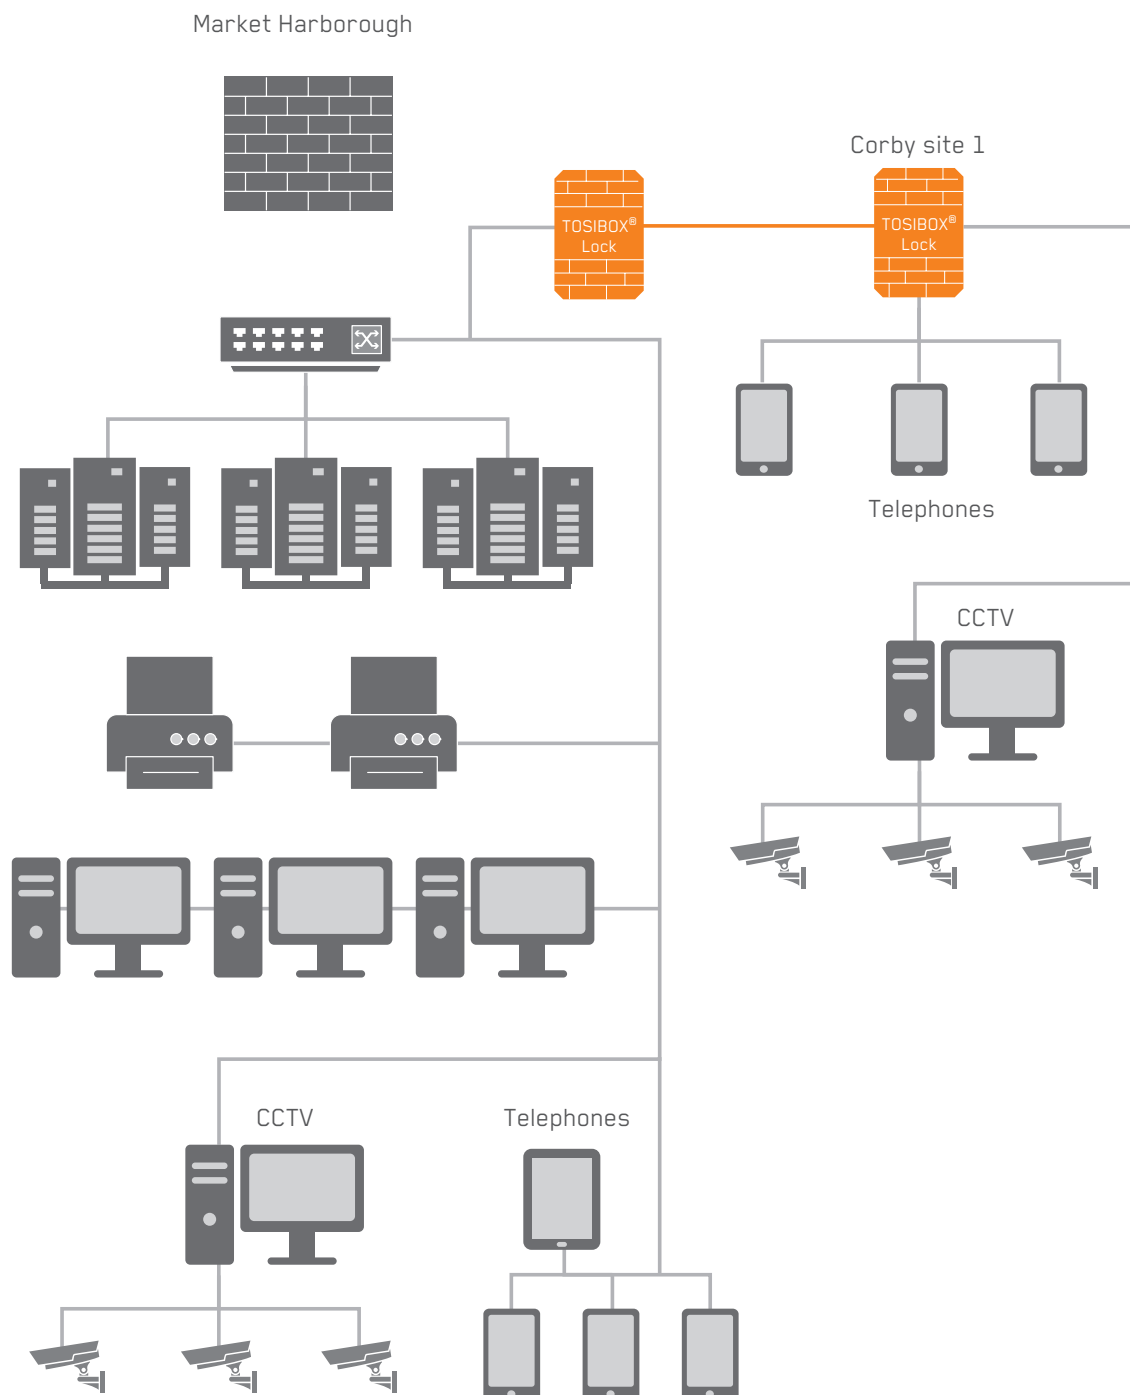 Market Harborough
Corby site 1
TOSIBOX®
Lock
TOSIBOX®
Lock
Telephones
CCTV
CCTV
Telephones